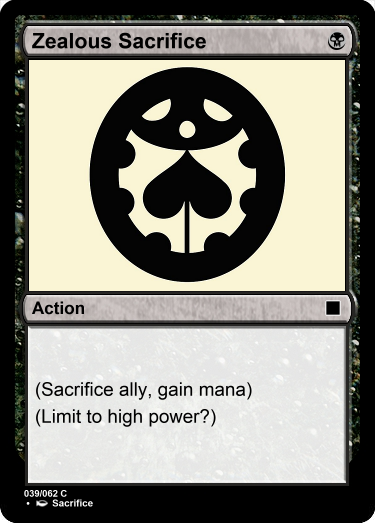 Zealous Sacrifice
Action
(Sacrifice ally, gain mana)
(Limit to high power?)
039/062 C
• Sacrifice